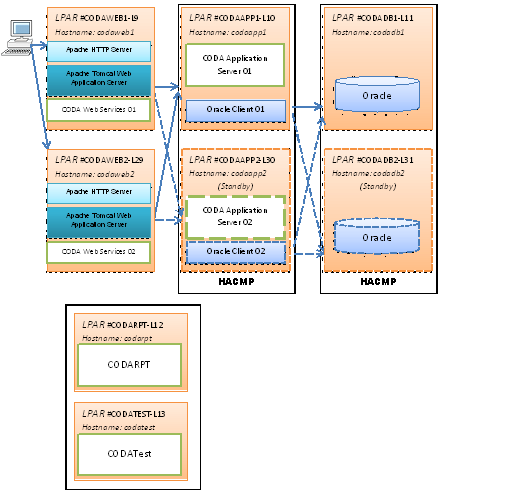 LPAR #CODAWEB1-L9
Hostname: codaweb1
Apache HTTP Server
Apache Tomcat Web
Application Server
CODA Web Services 01
LPAR #CODAAPP1-L10
Hostname: codaapp1
CODA Application
Server 01
Oracle Client 01
LPAR #CODADB1-L11
Hostname: codadb1
Oracle
LPAR #CODAWEB2-L29
Hostname: codaweb2
Apache HTTP Server
Apache Tomcat Web
Application Server
CODA Web Services 02
LPAR #CODAAPP2-L30
Hostname: codaapp2
(Standby)
CODA Application
Server 02
Oracle Client 02
HACMP
LPAR #CODADB2-L31
Hostname: codadb2
(Standby)
Oracle
HACMP
LPAR #CODARPT-L12
Hostname: codarpt
CODARPT
LPAR #CODATEST-L13
Hostname: codatest
CODATest